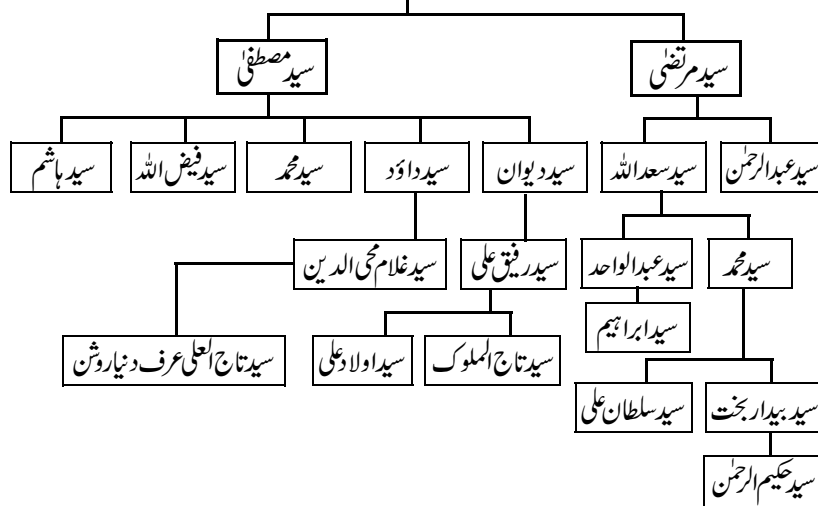 سید مرتضیٰ
سید مصطفیٰ
سید عبدالرحمٰن
سید سعد اللہ
سید دیوان
سید داؤد
سید محمد
سید فیض اللہ
سید ہاشم
سید محمد
سید عبدالواحد
سید رفیق علی
سید غلام محی الدین
سید ابراہیم
سید تاج الملوک
سید اولاد علی
سید تاج العلی عرف دنیا روشن
سید بیدار بخت
سید سلطان علی
سید حکیم الرحمٰن